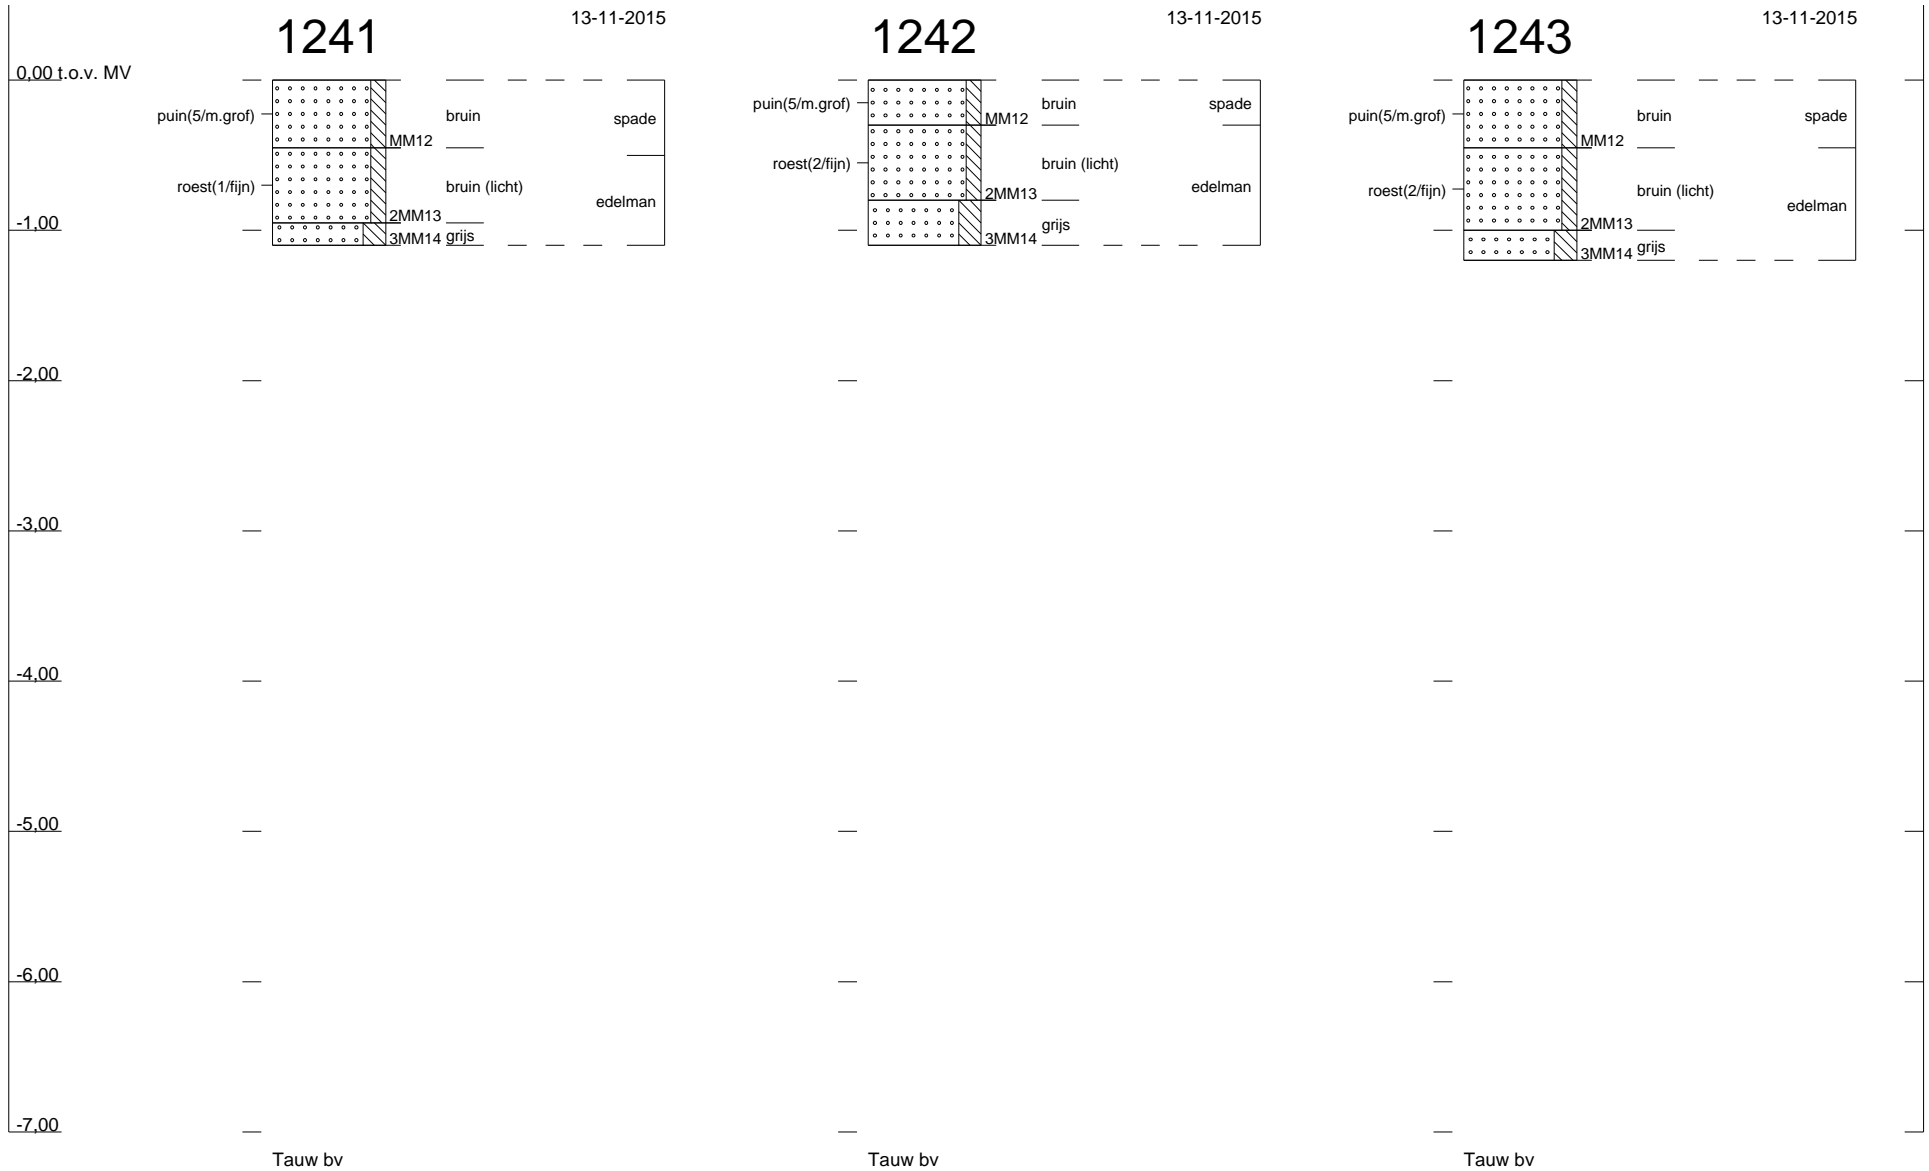 13-11-2015 13-11-2015 13-11-2015
1241 1242 1243
0,00 t.o.v. MV
puin(5/m.grof) bruin spade
MM12
roest(1/fijn) bruin (licht) edelman
2MM13
3MM14 grijs
puin(5/m.grof) bruin spade
MM12
roest(2/fijn) bruin (licht) edelman
2MM13
3MM14 grijs
puin(5/m.grof) bruin spade
MM12
roest(2/fijn) bruin (licht) edelman
2MM13
3MM14 grijs
-1,00
-2,00
-3,00
-4,00
-5,00
-6,00
-7,00
Tauw bv Tauw bv Tauw bv